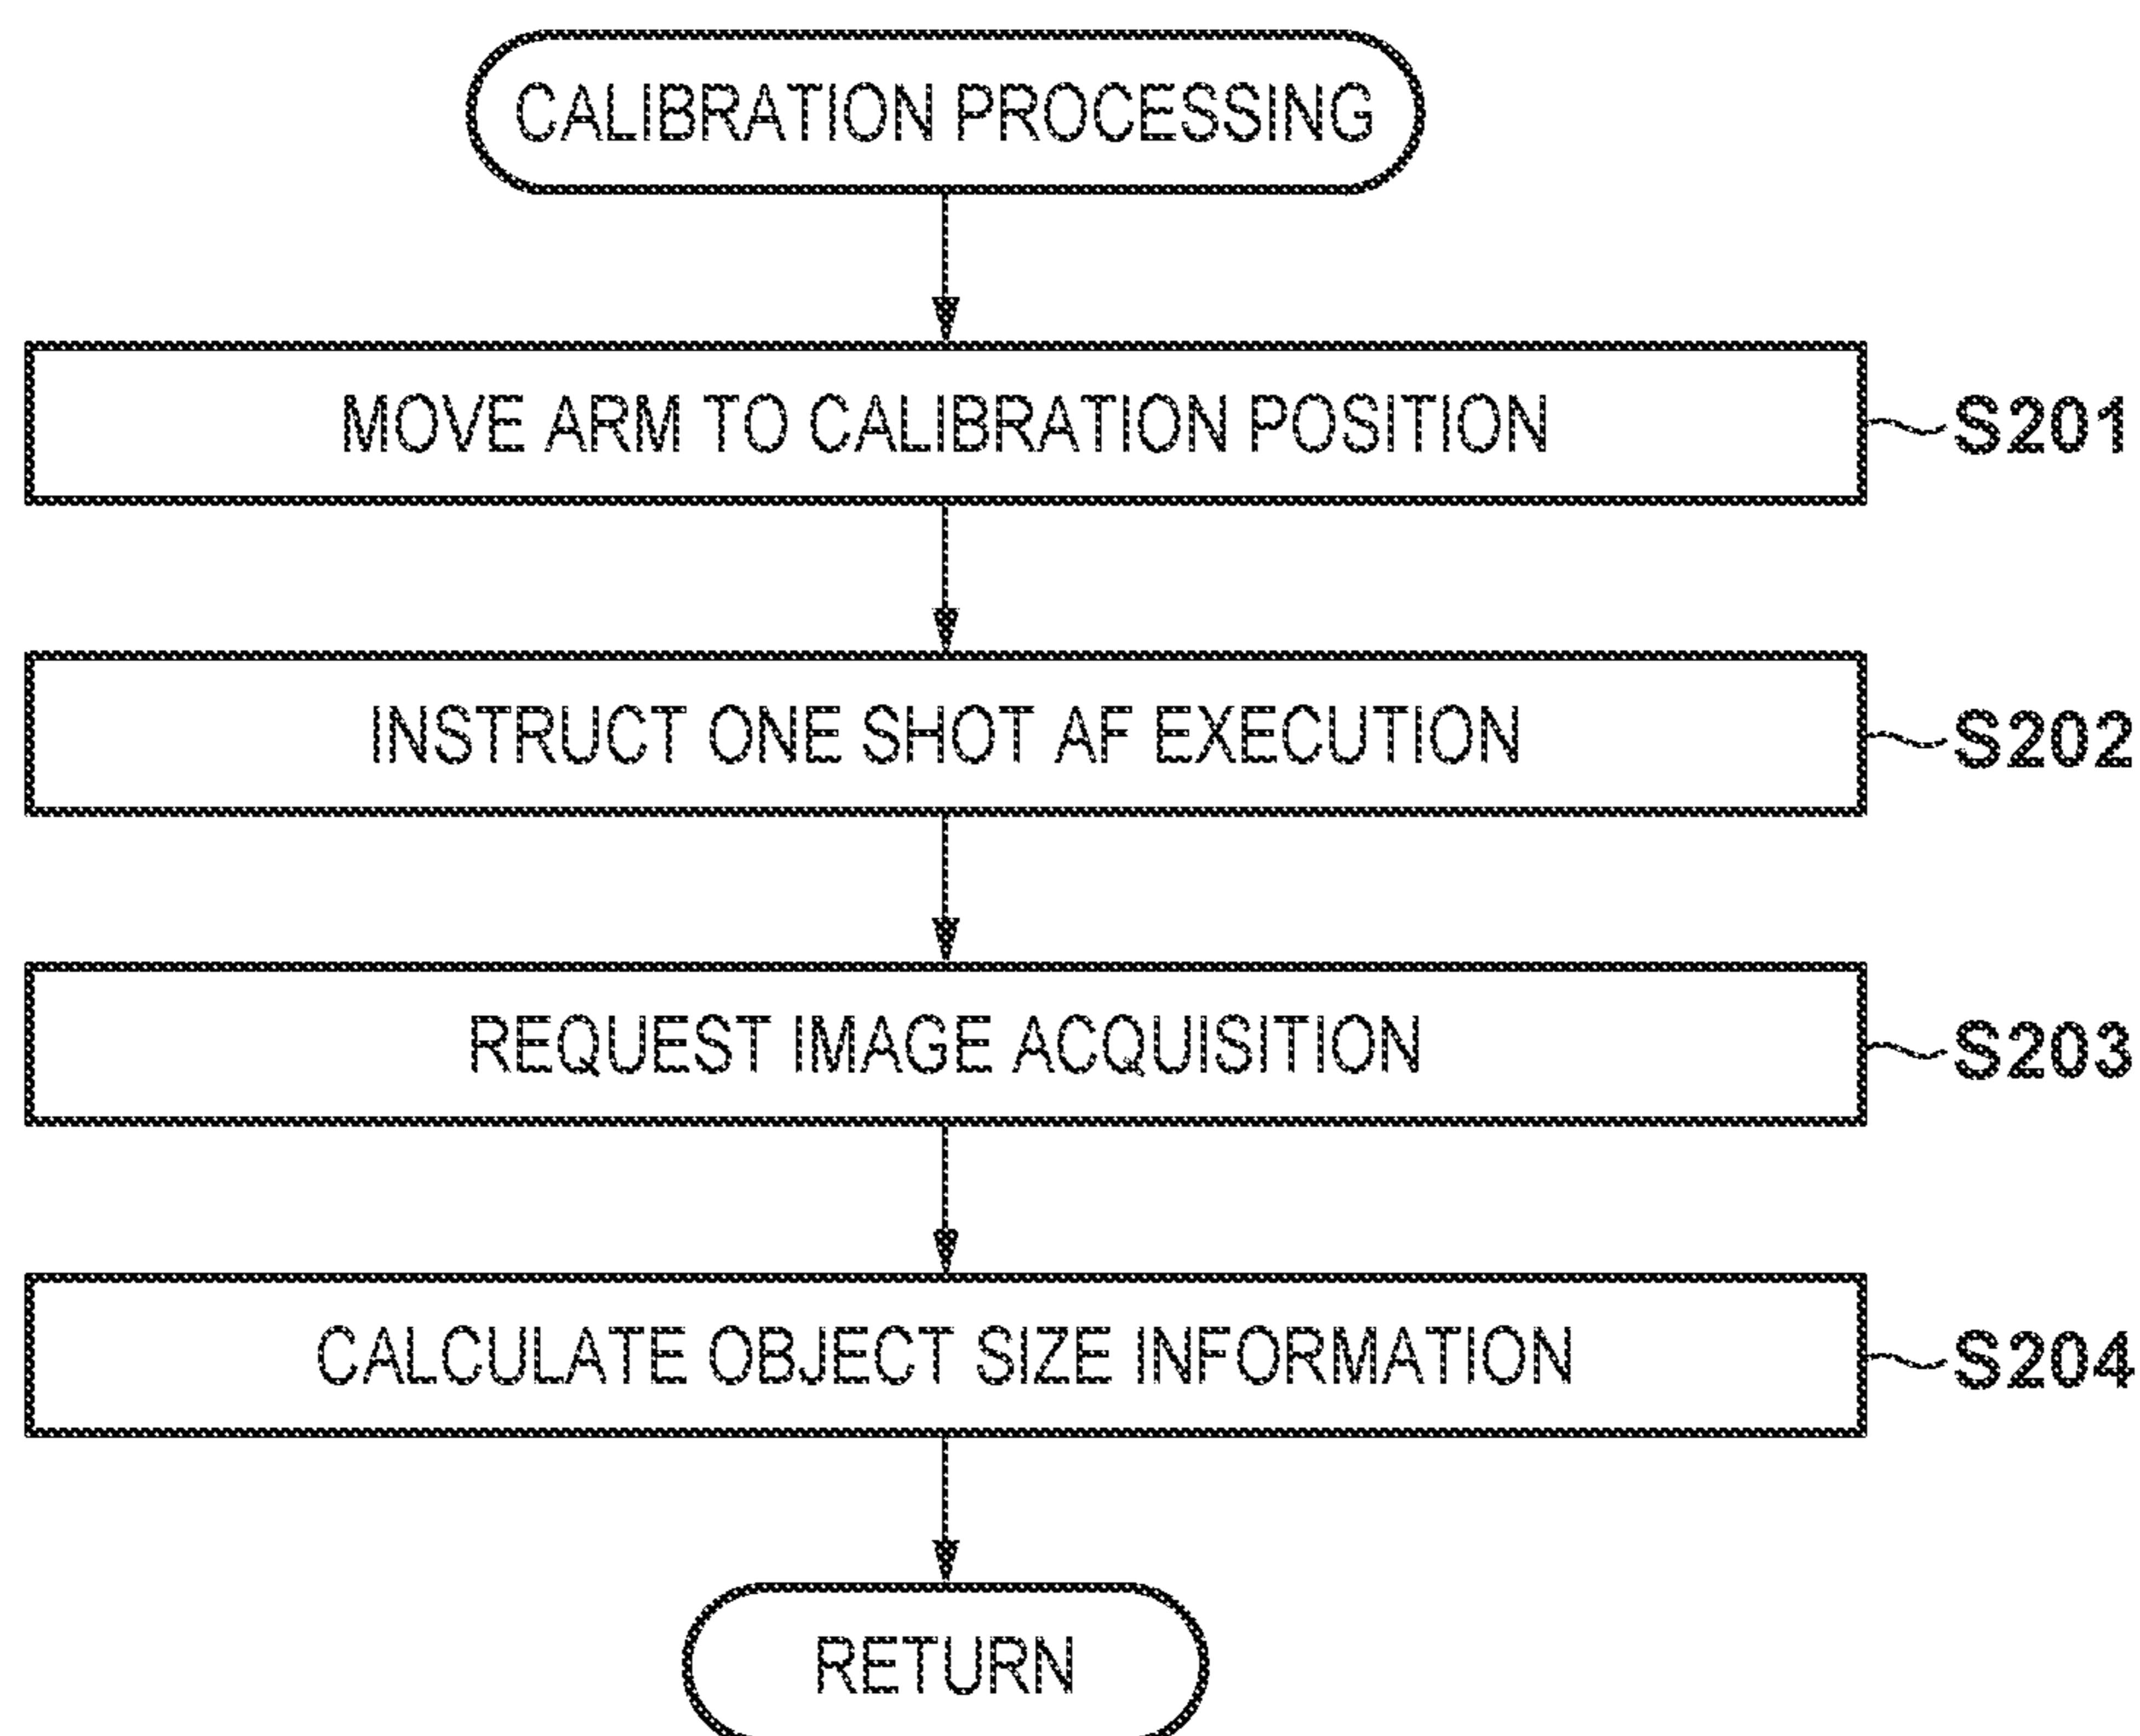 CALIBRATION PROCESSING
MOVE ARM TO CALIBRATION POSITION
S201
INSTRUCT ONE SHOT AF EXECUTION
S202
REQUEST IMAGE ACQUISITION
S203
CALCULATE OBJECT SIZE INFORMATION
S204
RETURN